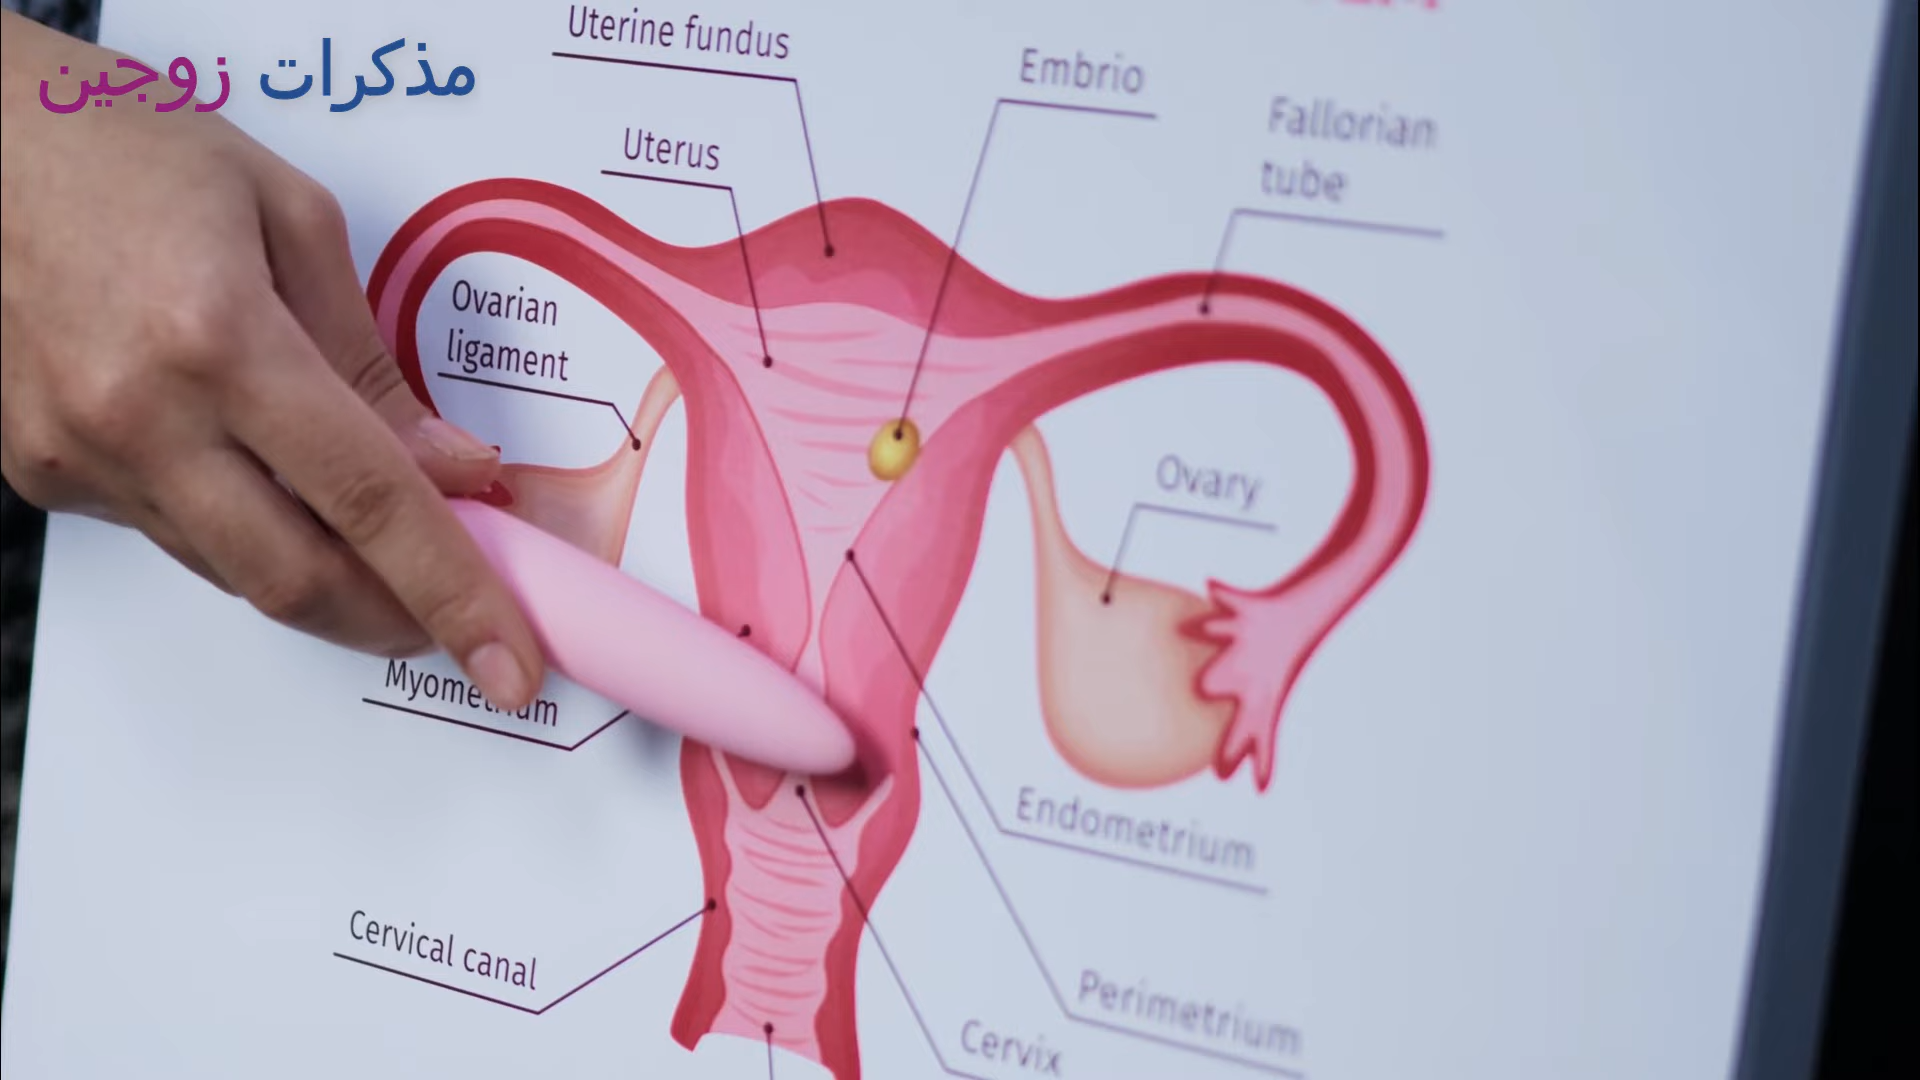 مذكرات زوجين
Uterine fundus
Embrio
Fallorian
tube
Uterus
Ovarian
ligament
Ovary
Endometrium
Cervical canal
Perimetrium
Cervix